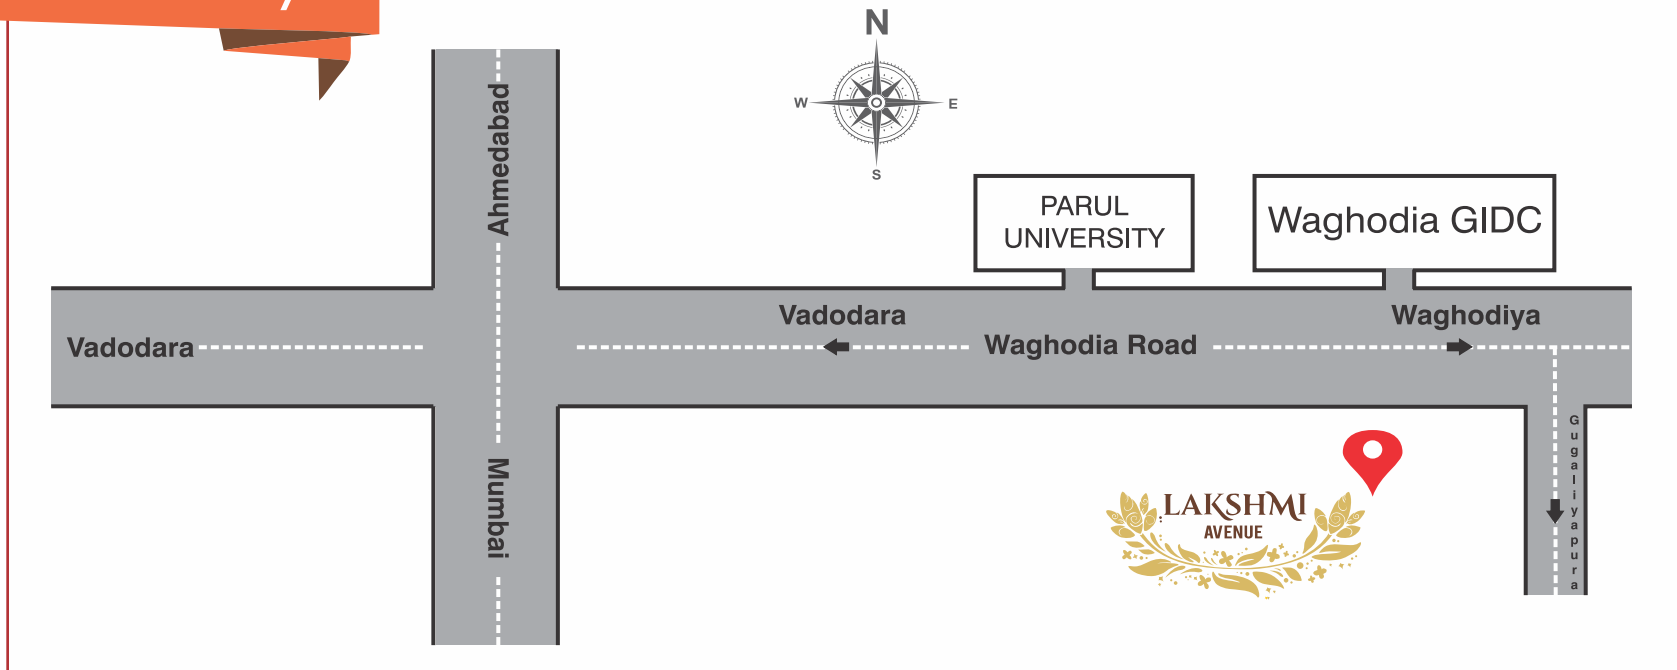 N
W
E
S
Ahmedabad
PARUL
UNIVERSITY
Waghodia GIDC
Vadodara
Waghodiya
Vadodara
Waghodia Road
Mumbai
LAKSHMI
AVENUE
Gugaliyapura